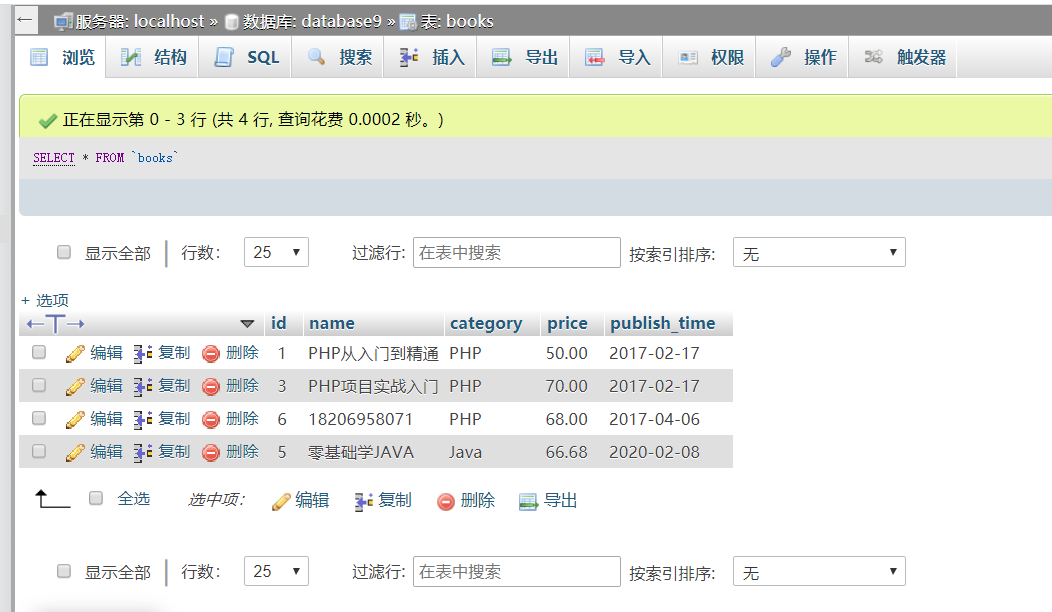 服务器: localhost » 数据库: database9 » 表: books
浏览 结构 SQL 搜索 插入 导出 导入 权限 操作 触发器
正在显示第 0 - 3 行 (共 4 行, 查询花费 0.0002 秒。)
SELECT * FROM `books`
显示全部 行数: 25 过滤行: 在表中搜索 按索引排序: 无
+ 选项
←T→ id name category price publish_time
编辑 复制 删除 1 PHP从入门到精通 PHP 50.00 2017-02-17
编辑 复制 删除 3 PHP项目实战入门 PHP 70.00 2017-02-17
编辑 复制 删除 6 18206958071 PHP 68.00 2017-04-06
编辑 复制 删除 5 零基础学JAVA Java 66.68 2020-02-08
全选 选中项: 编辑 复制 删除 导出
显示全部 行数: 25 过滤行: 在表中搜索 按索引排序: 无